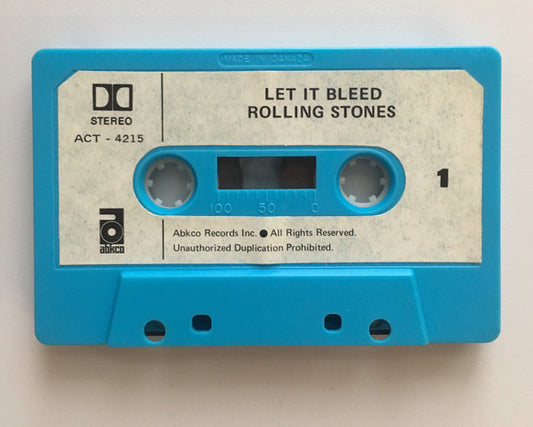 MADE IN CANADA
LET IT BLEED
ROLLING STONES
STEREO
ACT - 4215
1
100 50 0
abkco
Abkco Records Inc. ● All Rights Reserved.
Unauthorized Duplication Prohibited.